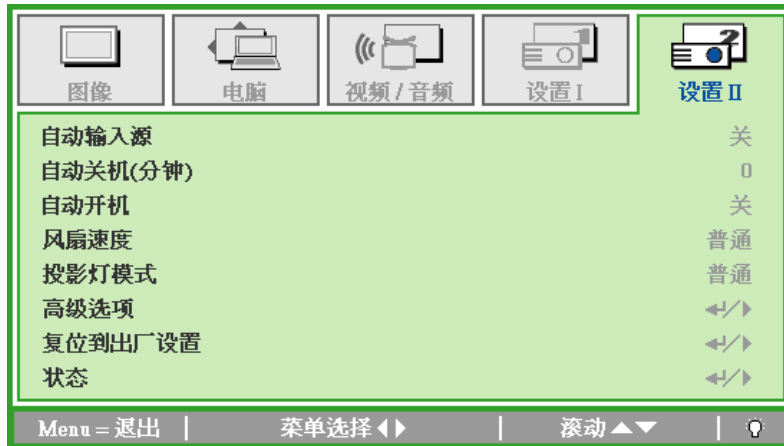 图像 电脑 视频 / 音频 设置 I 设置 II
自动输入源 关
自动关机(分钟) 0
自动开机 关
风扇速度 普通
投影灯模式 普通
高级选项
复位到出厂设置
状态
Menu = 退出 菜单选择 滚动